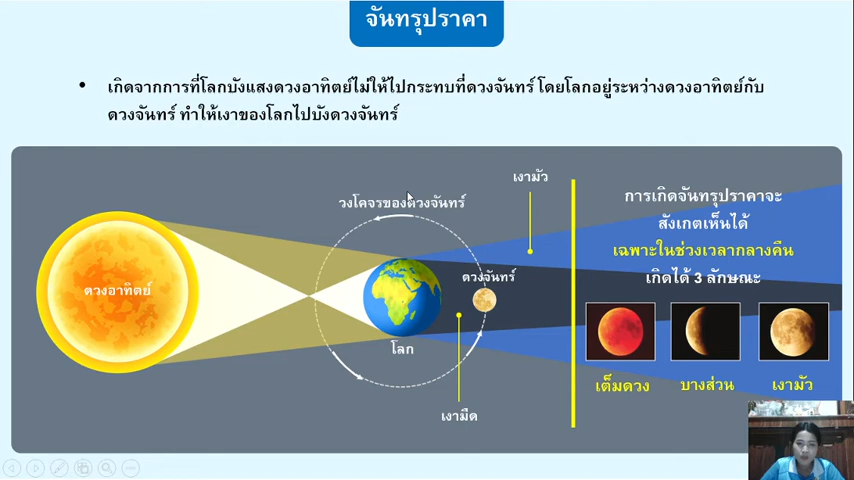 จันทรุปราคา
• เกิดจากการที่โลกบังแสงดวงอาทิตย์ไม่ให้ไปกระทบที่ดวงจันทร์ โดยโลกอยู่ระหว่างดวงอาทิตย์กับ
ดวงจันทร์ ทำให้เงาของโลกไปบังดวงจันทร์
เงามัว
วงโคจรของดวงจันทร์
ดวงจันทร์
ดวงอาทิตย์
โลก
เงามืด
การเกิดจันทรุปราคาจะ
สังเกตเห็นได้
เฉพาะในช่วงเวลากลางคืน
เกิดได้ 3 ลักษณะ
เต็มดวง
บางส่วน
เงามัว